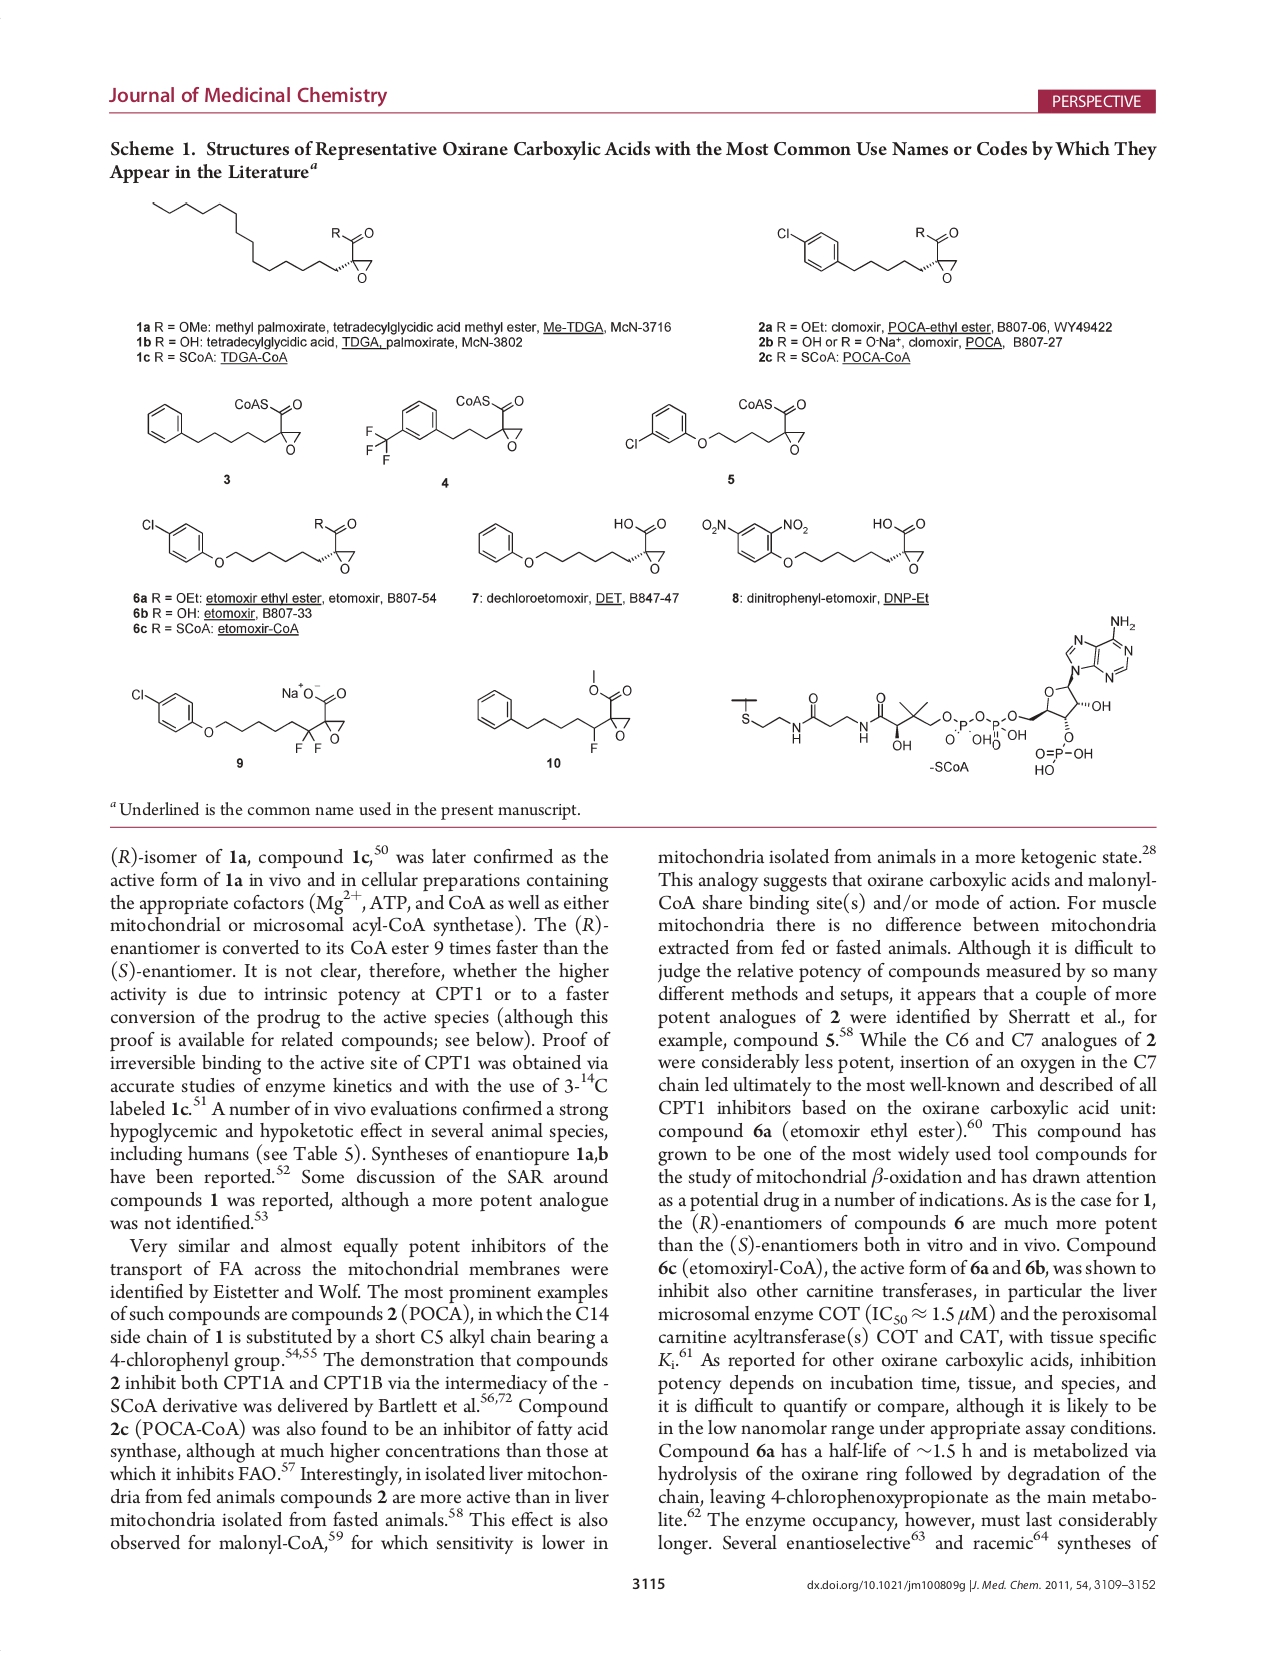 Journal of Medicinal Chemistry
PERSPECTIVE
Scheme 1. Structures of Representative Oxirane Carboxylic Acids with the Most Common Use Names or Codes by Which They
Appear in the Literatureᵃ
R O
O
Cl R O
O
1a R = OMe: methyl palmoxirate, tetradecylglycidic acid methyl ester, Me-TDGA, McN-3716
1b R = OH: tetradecylglycidic acid, TDGA, palmoxirate, McN-3802
1c R = SCoA: TDGA-CoA
2a R = OEt: clomoxir, POCA-ethyl ester, B807-06, WY49422
2b R = OH or R = O⁻Na⁺, clomoxir, POCA, B807-27
2c R = SCoA: POCA-CoA
CoAS O
O
3
CoAS O
F F F O
4
CoAS O
Cl O O
5
Cl R O
O O
6a R = OEt: etomoxir ethyl ester, etomoxir, B807-54
6b R = OH: etomoxir, B807-33
6c R = SCoA: etomoxir-CoA
HO O
O O
7: dechloroetomoxir, DET, B847-47
O₂N NO₂ HO O
O O
8: dinitrophenyl-etomoxir, DNP-Et
Cl Na⁺O⁻ O
O F F O
9
O O
F O
10
NH₂
N N N N
O OH
S N H O N H O OH O P O OH O P O OH O
O
O=P-OH
HO
-SCoA
ᵃ Underlined is the common name used in the present manuscript.
(R)-isomer of 1a, compound 1c,⁵⁰ was later confirmed as the
active form of 1a in vivo and in cellular preparations containing
the appropriate cofactors (Mg²⁺, ATP, and CoA as well as either
mitochondrial or microsomal acyl-CoA synthetase). The (R)-
enantiomer is converted to its CoA ester 9 times faster than the
(S)-enantiomer. It is not clear, therefore, whether the higher
activity is due to intrinsic potency at CPT1 or to a faster
conversion of the prodrug to the active species (although this
proof is available for related compounds; see below). Proof of
irreversible binding to the active site of CPT1 was obtained via
accurate studies of enzyme kinetics and with the use of 3-¹⁴C
labeled 1c.⁵¹ A number of in vivo evaluations confirmed a strong
hypoglycemic and hypoketotic effect in several animal species,
including humans (see Table 5). Syntheses of enantiopure 1a,b
have been reported.⁵² Some discussion of the SAR around
compounds 1 was reported, although a more potent analogue
was not identified.⁵³
Very similar and almost equally potent inhibitors of the
transport of FA across the mitochondrial membranes were
identified by Eistetter and Wolf. The most prominent examples
of such compounds are compounds 2 (POCA), in which the C14
side chain of 1 is substituted by a short C5 alkyl chain bearing a
4-chlorophenyl group.⁵⁴,⁵⁵ The demonstration that compounds
2 inhibit both CPT1A and CPT1B via the intermediacy of the -
SCoA derivative was delivered by Bartlett et al.⁵⁶,⁷² Compound
2c (POCA-CoA) was also found to be an inhibitor of fatty acid
synthase, although at much higher concentrations than those at
which it inhibits FAO.⁵⁷ Interestingly, in isolated liver mitochon-
dria from fed animals compounds 2 are more active than in liver
mitochondria isolated from fasted animals.⁵⁸ This effect is also
observed for malonyl-CoA,⁵⁹ for which sensitivity is lower in
mitochondria isolated from animals in a more ketogenic state.²⁸
This analogy suggests that oxirane carboxylic acids and malonyl-
CoA share binding site(s) and/or mode of action. For muscle
mitochondria there is no difference between mitochondria
extracted from fed or fasted animals. Although it is difficult to
judge the relative potency of compounds measured by so many
different methods and setups, it appears that a couple of more
potent analogues of 2 were identified by Sherratt et al., for
example, compound 5.⁵⁸ While the C6 and C7 analogues of 2
were considerably less potent, insertion of an oxygen in the C7
chain led ultimately to the most well-known and described of all
CPT1 inhibitors based on the oxirane carboxylic acid unit:
compound 6a (etomoxir ethyl ester).⁶⁰ This compound has
grown to be one of the most widely used tool compounds for
the study of mitochondrial β-oxidation and has drawn attention
as a potential drug in a number of indications. As is the case for 1,
the (R)-enantiomers of compounds 6 are much more potent
than the (S)-enantiomers both in vitro and in vivo. Compound
6c (etomoxiryl-CoA), the active form of 6a and 6b, was shown to
inhibit also other carnitine transferases, in particular the liver
microsomal enzyme COT (IC₅₀ ≈ 1.5 μM) and the peroxisomal
carnitine acyltransferase(s) COT and CAT, with tissue specific
Kᵢ.⁶¹ As reported for other oxirane carboxylic acids, inhibition
potency depends on incubation time, tissue, and species, and
it is difficult to quantify or compare, although it is likely to be
in the low nanomolar range under appropriate assay conditions.
Compound 6a has a half-life of ∼1.5 h and is metabolized via
hydrolysis of the oxirane ring followed by degradation of the
chain, leaving 4-chlorophenoxypropionate as the main metabo-
lite.⁶² The enzyme occupancy, however, must last considerably
longer. Several enantioselective⁶³ and racemic⁶⁴ syntheses of
3115
dx.doi.org/10.1021/jm100809g |J. Med. Chem. 2011, 54, 3109–3152